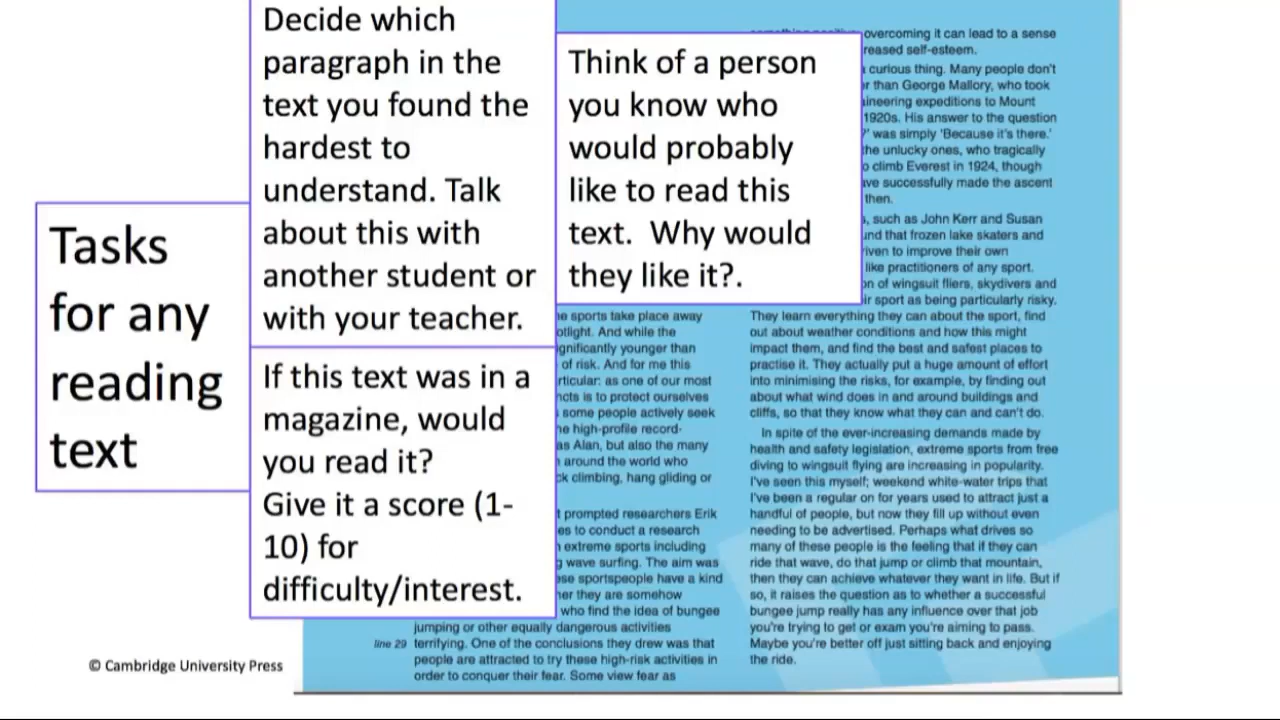 Tasks
for any
reading
text
Decide which
paragraph in the
text you found the
hardest to
understand. Talk
about this with
another student or
with your teacher.
If this text was in a
magazine, would
you read it?
Give it a score (1-
10) for
difficulty/interest.
Think of a person
you know who
would probably
like to read this
text. Why would
they like it?.
sports take place away
And while the
younger than
of risk. And for me this
as one of our most
is to protect ourselves
some people actively seek
high-profile record-
as Alan, but also the many
around the world who
climbing, hang gliding or
prompted researchers Erik
to conduct a research
extreme sports including
wave surfing. The aim was
sportspeople have a kind
they are somehow
who find the idea of bungee
jumping or other equally dangerous activities
line 29 terrifying. One of the conclusions they drew was that
people are attracted to try these high-risk activities in
order to conquer their fear. Some view fear as
overcoming it can lead to a sense
self-esteem.
curious thing. Many people don't
than George Mallory, who took
expeditions to Mount
1920s. His answer to the question
was simply 'Because it's there.'
the unlucky ones, who tragically
climb Everest in 1924, though
successfully made the ascent
then.
such as John Kerr and Susan
that frozen lake skaters and
to improve their own
like practitioners of any sport.
of wingsuit fliers, skydivers and
sport as being particularly risky.
They learn everything they can about the sport, find
out about weather conditions and how this might
impact them, and find the best and safest places to
practise it. They actually put a huge amount of effort
into minimising the risks, for example, by finding out
about what wind does in and around buildings and
cliffs, so that they know what they can and can't do.
In spite of the ever-increasing demands made by
health and safety legislation, extreme sports from free
diving to wingsuit flying are increasing in popularity.
I've seen this myself; weekend white-water trips that
I've been a regular on for years used to attract just a
handful of people, but now they fill up without even
needing to be advertised. Perhaps what drives so
many of these people is the feeling that if they can
ride that wave, do that jump or climb that mountain,
then they can achieve whatever they want in life. But if
so, it raises the question as to whether a successful
bungee jump really has any influence over that job
you're trying to get or exam you're aiming to pass.
Maybe you're better off just sitting back and enjoying
the ride.
© Cambridge University Press